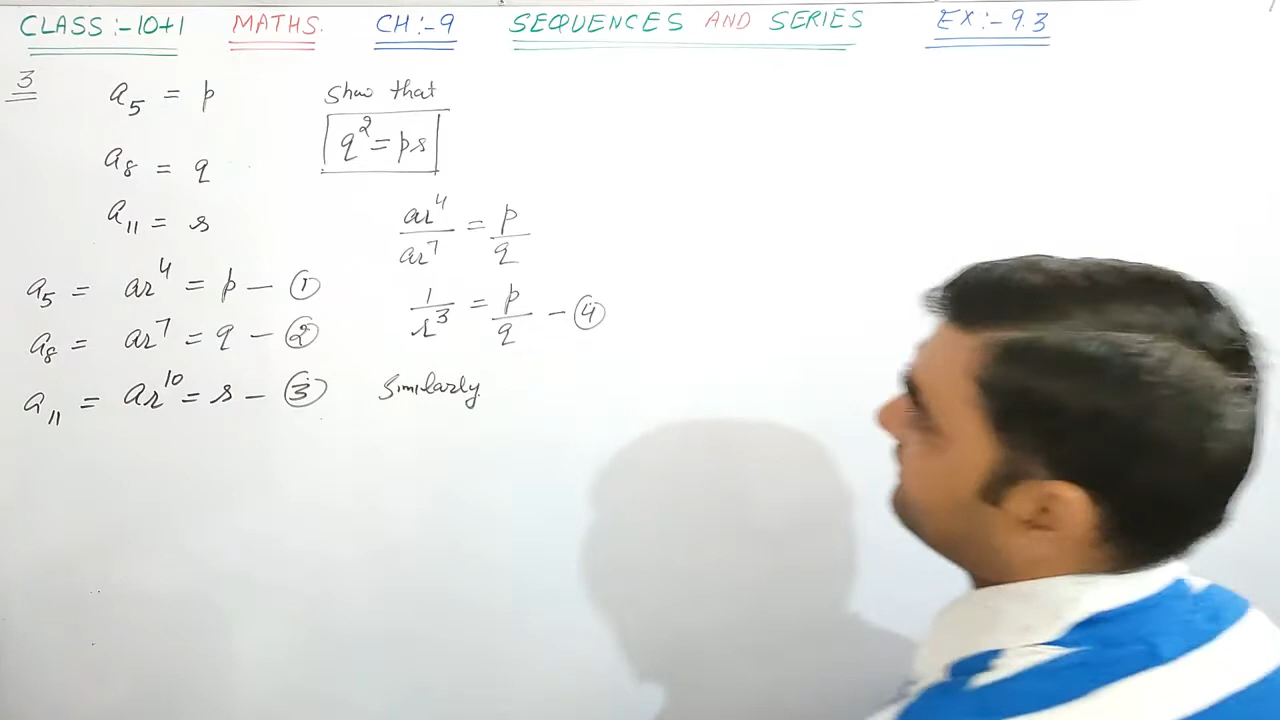 CLASS:-10+1 MATHS. CH:-9 SEQUENCES AND SERIES EX:-9.3
3
a₅ = p
a₈ = q
a₁₁ = s
Show that
q² = ps
a₅ = ar⁴ = p - ①
a₈ = ar⁷ = q - ②
a₁₁ = ar¹⁰ = s - ③
ar⁴/ar⁷ = p/q
1/r³ = p/q - ④
Similarly